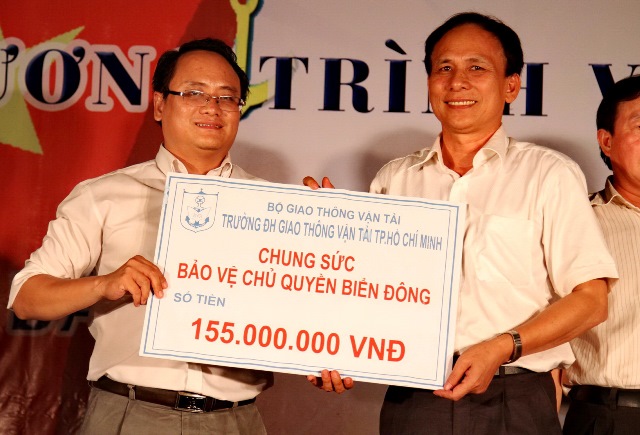 ƯƠNG TRÌNH V
BỘ GIAO THÔNG VẬN TẢI
TRƯỜNG ĐH GIAO THÔNG VẬN TẢI TP.HỒ CHÍ MINH
CHUNG SỨC
BẢO VỆ CHỦ QUYỀN BIỂN ĐÔNG
SỐ TIỀN
155.000.000 VNĐ